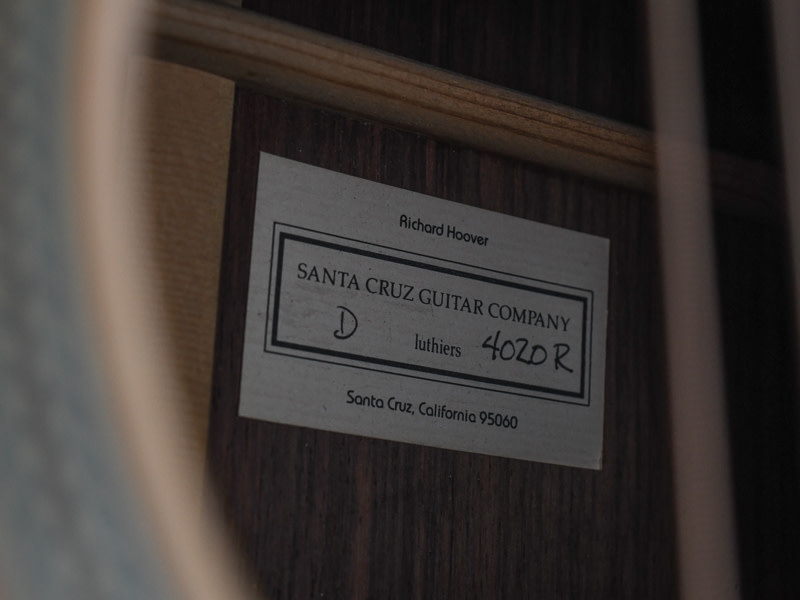 Richard Hoover
SANTA CRUZ GUITAR COMPANY
D luthiers 4020 R
Santa Cruz, California 95060